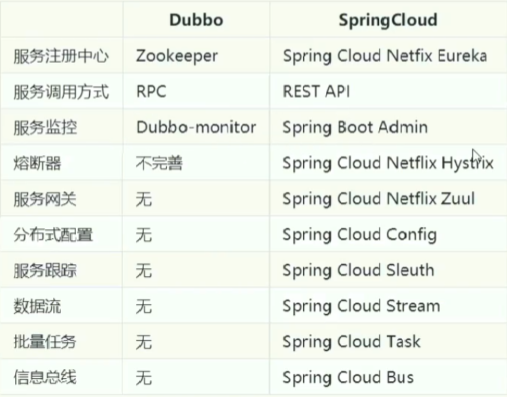 Dubbo SpringCloud
服务注册中心 Zookeeper Spring Cloud Netfix Eureka
服务调用方式 RPC REST API
服务监控 Dubbo-monitor Spring Boot Admin
熔断器 不完善 Spring Cloud Netflix Hystrix
服务网关 无 Spring Cloud Netflix Zuul
分布式配置 无 Spring Cloud Config
服务跟踪 无 Spring Cloud Sleuth
数据流 无 Spring Cloud Stream
批量任务 无 Spring Cloud Task
信息总线 无 Spring Cloud Bus